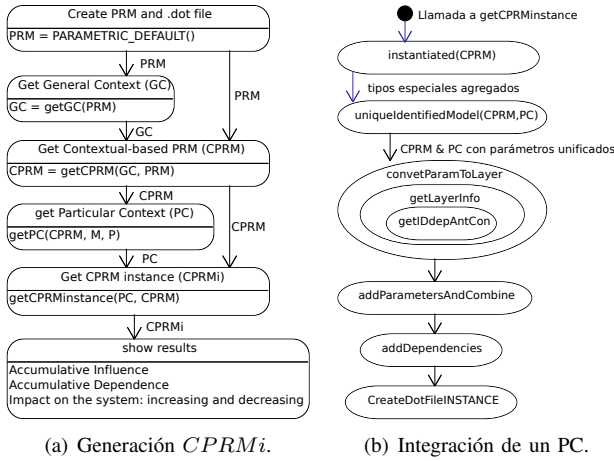 Create PRM and .dot file
PRM = PARAMETRIC_DEFAULT()
PRM
Get General Context (GC)
GC = getGC(PRM)
PRM
GC
Get Contextual-based PRM (CPRM)
CPRM = getCPRM(GC, PRM)
CPRM
get Particular Context (PC)
getPC(CPRM, M, P)
CPRM
PC
Get CPRM instance (CPRMi)
getCPRMinstance(PC, CPRM)
CPRMi
show results
Accumulative Influence
Accumulative Dependence
Impact on the system: increasing and decreasing
(a) Generación CPRMi.
Llamada a getCPRMinstance
instantiated(CPRM)
tipos especiales agregados
uniqueIdentifiedModel(CPRM,PC)
CPRM & PC con parámetros unificados
convetParamToLayer
getLayerInfo
getIDdepAntCon
addParametersAndCombine
addDependencies
CreateDotFileINSTANCE
(b) Integración de un PC.